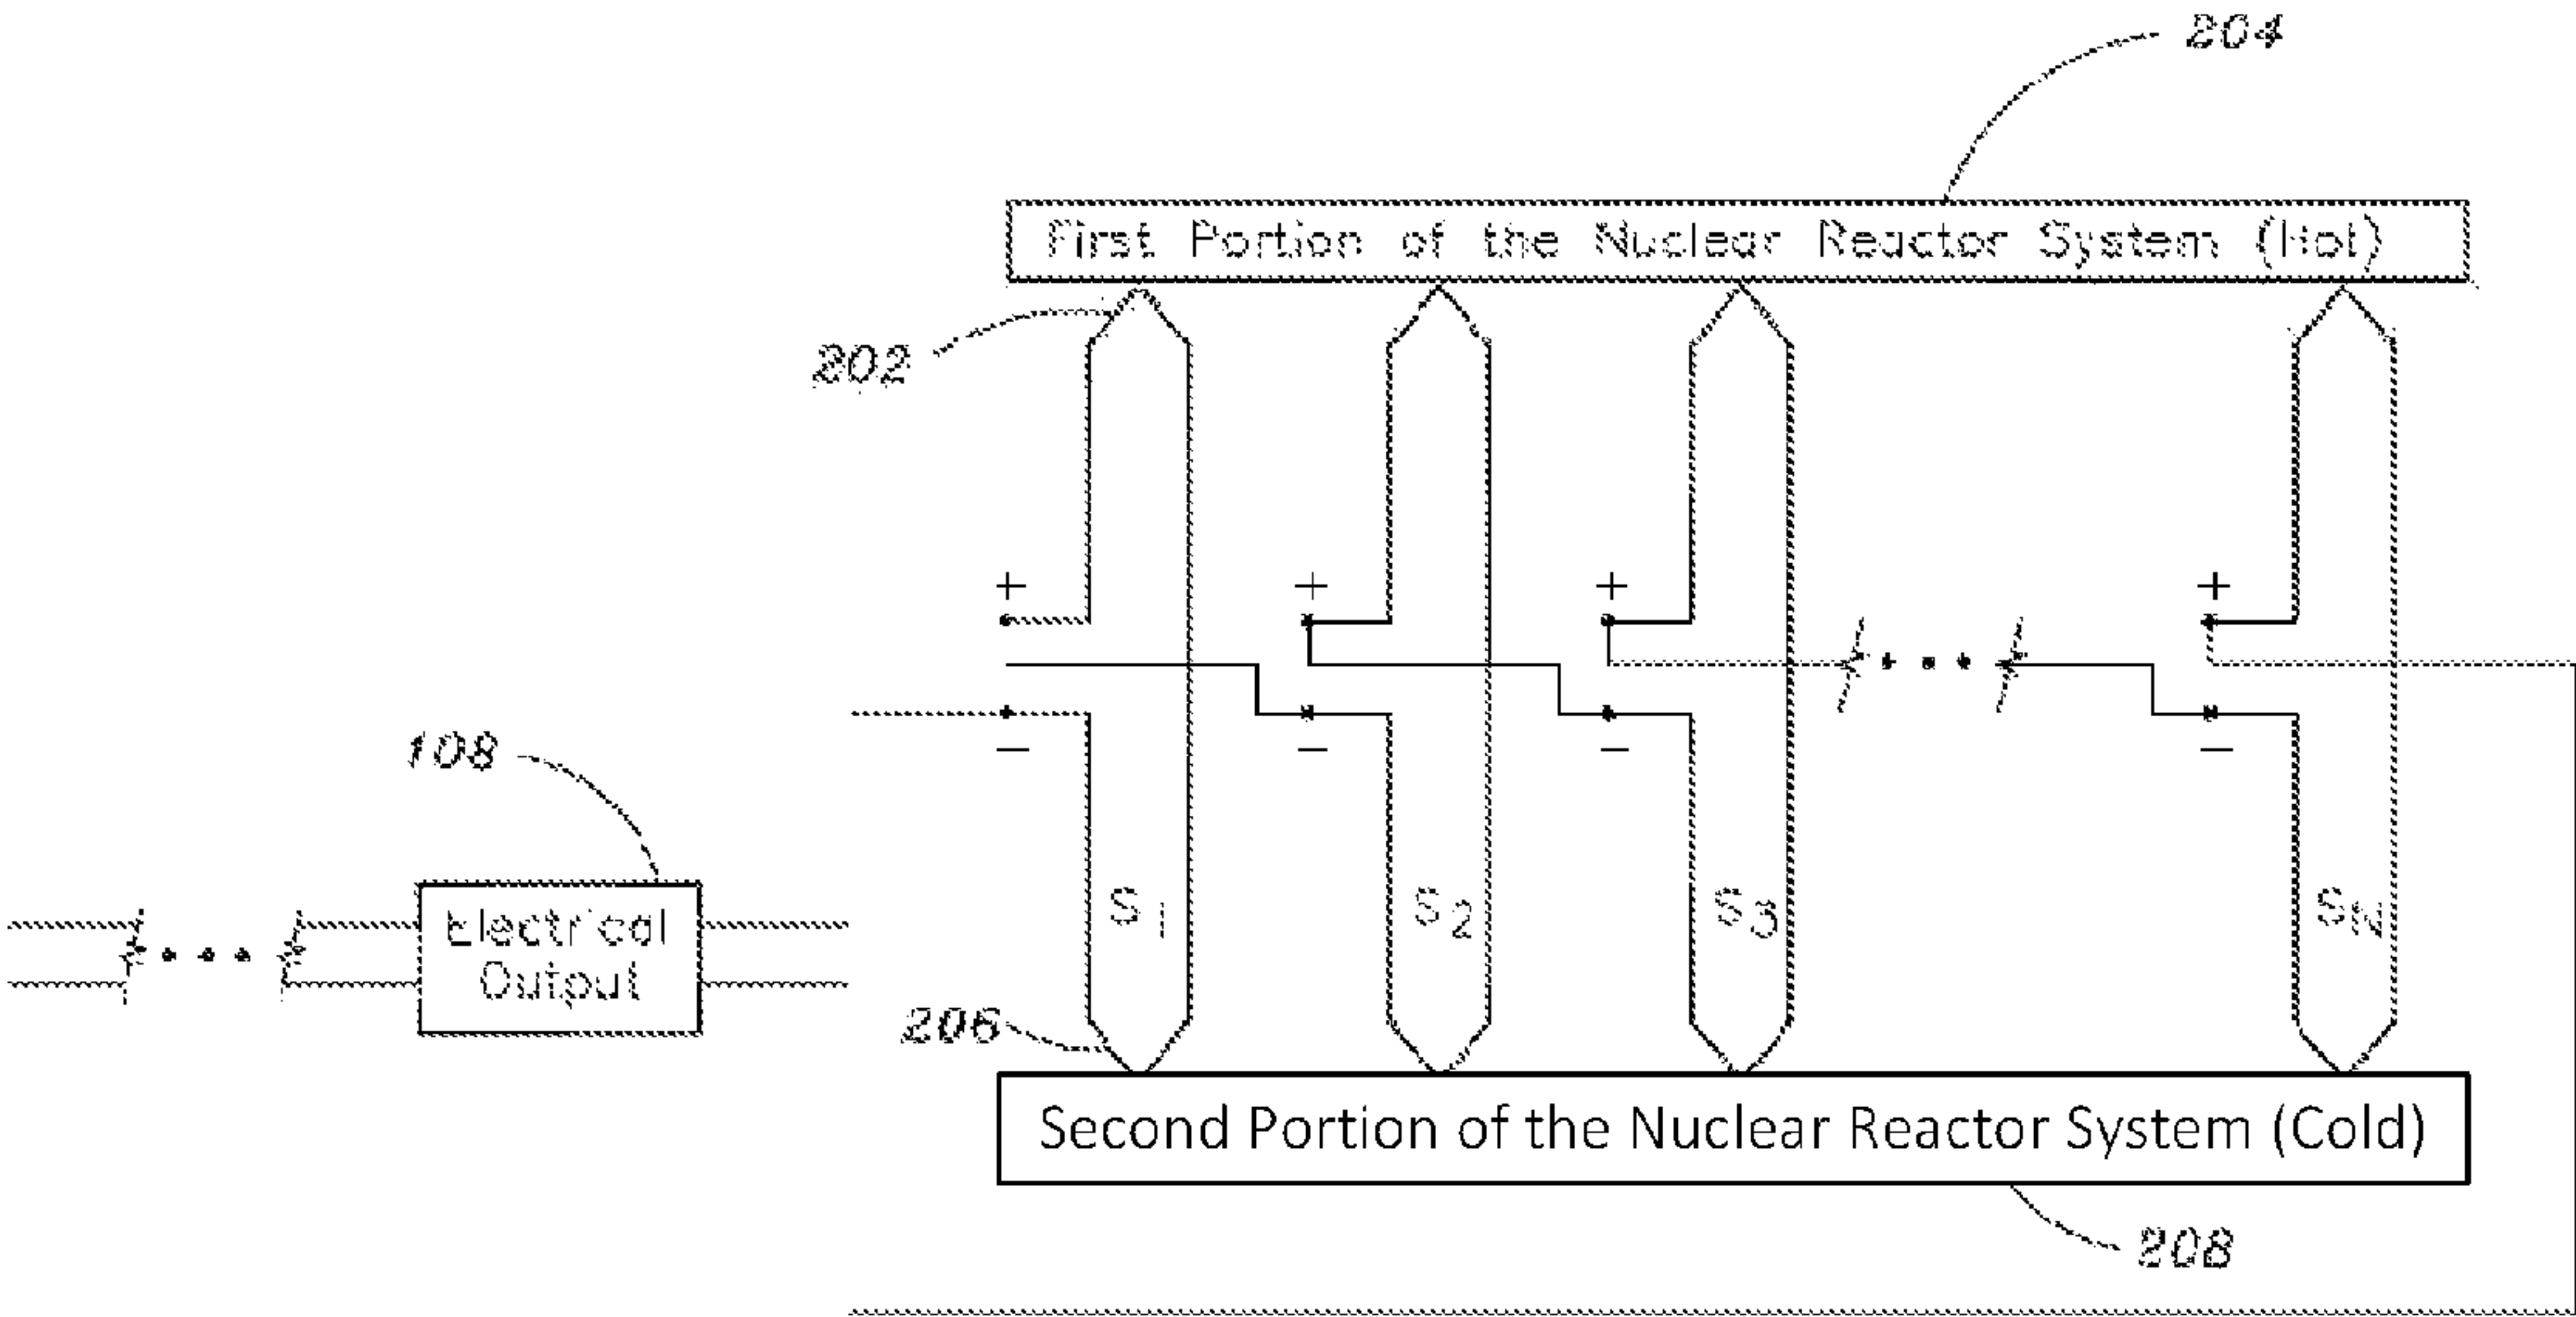 204
First Portion of the Nuclear Reactor System (Hot)
202
+ + + +
− − − −
108
Electrical
Output
S1 S2 S3 SN
206
Second Portion of the Nuclear Reactor System (Cold)
208